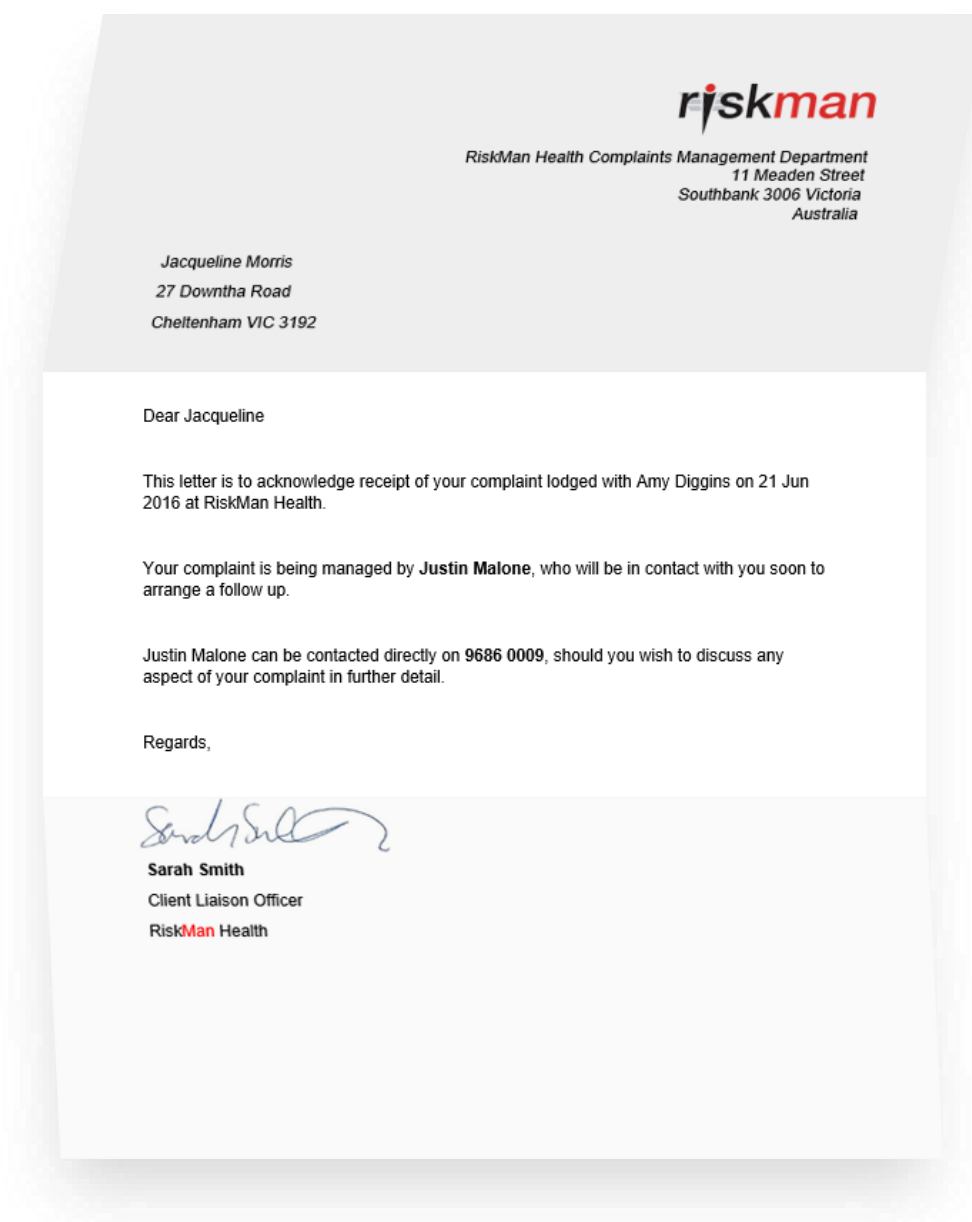 riskman
RiskMan Health Complaints Management Department
11 Meaden Street
Southbank 3006 Victoria
Australia
Jacqueline Morris
27 Downtha Road
Cheltenham VIC 3192
Dear Jacqueline
This letter is to acknowledge receipt of your complaint lodged with Amy Diggins on 21 Jun
2016 at RiskMan Health.
Your complaint is being managed by Justin Malone, who will be in contact with you soon to
arrange a follow up.
Justin Malone can be contacted directly on 9686 0009, should you wish to discuss any
aspect of your complaint in further detail.
Regards,
Sarah Smith
Client Liaison Officer
RiskMan Health